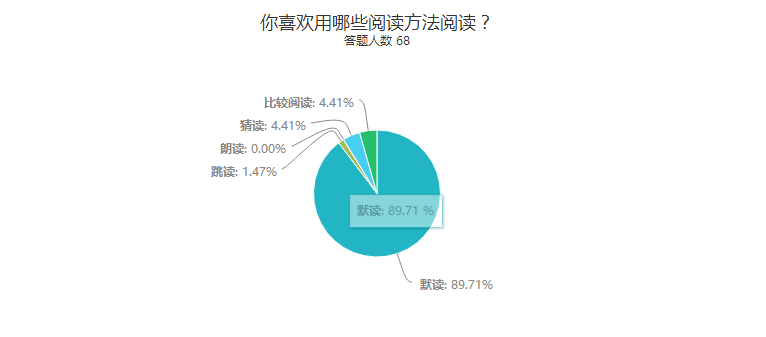 你喜欢用哪些阅读方法阅读？
答题人数 68
比较阅读: 4.41%
猜读: 4.41%
朗读: 0.00%
跳读: 1.47%
默读: 89.71 %
默读: 89.71%